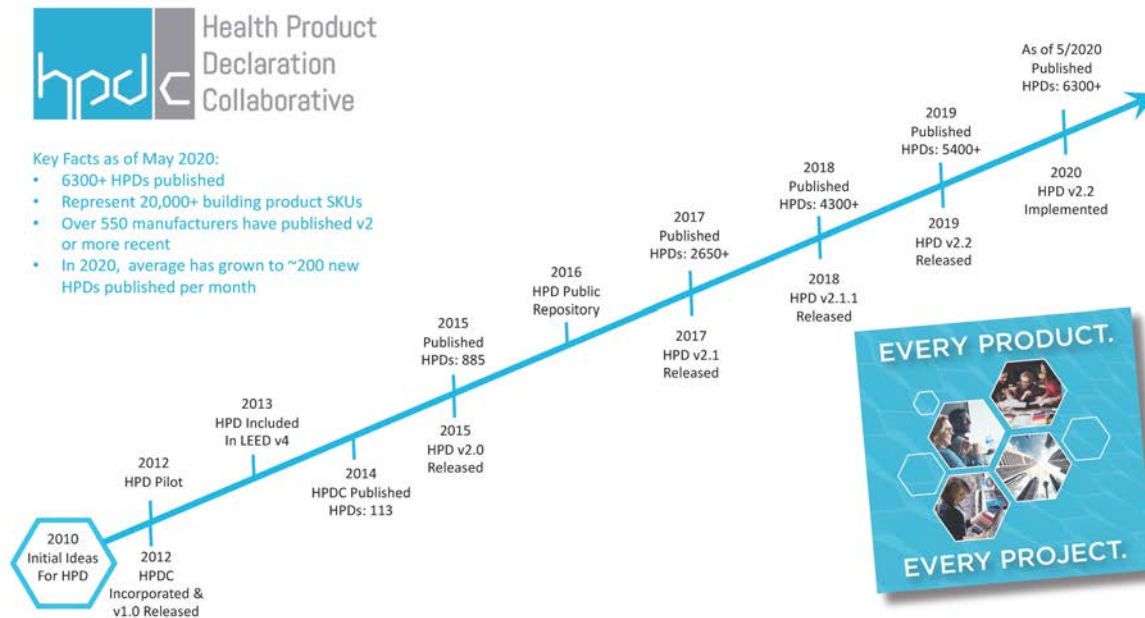 hpdc
Health Product
Declaration
Collaborative
Key Facts as of May 2020:
• 6300+ HPDs published
• Represent 20,000+ building product SKUs
• Over 550 manufacturers have published v2
or more recent
• In 2020, average has grown to ~200 new
HPDs published per month
2010
Initial Ideas
For HPD
2012
HPD Pilot
2012
HPDC
Incorporated &
v1.0 Released
2013
HPD Included
In LEED v4
2014
HPDC Published
HPDs: 113
2015
Published
HPDs: 885
2015
HPD v2.0
Released
2016
HPD Public
Repository
2017
Published
HPDs: 2650+
2017
HPD v2.1
Released
2018
Published
HPDs: 4300+
2018
HPD v2.1.1
Released
2019
Published
HPDs: 5400+
2019
HPD v2.2
Released
As of 5/2020
Published
HPDs: 6300+
2020
HPD v2.2
Implemented
EVERY PRODUCT.
EVERY PROJECT.